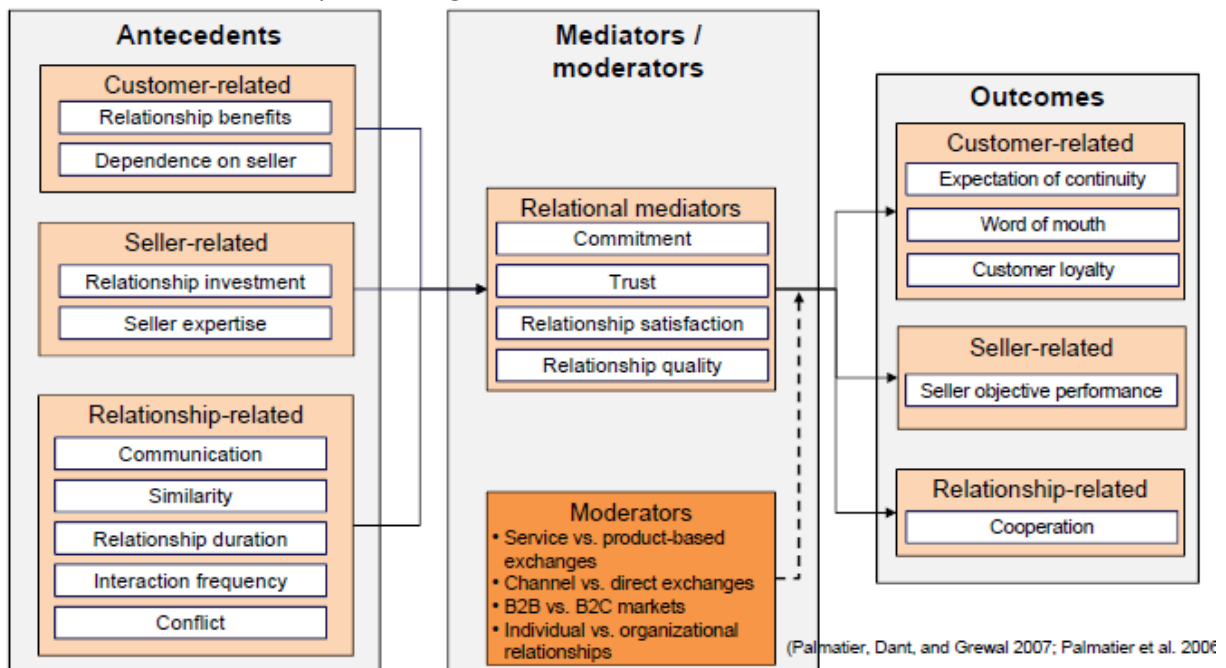 Antecedents
Customer-related
Relationship benefits
Dependence on seller
Seller-related
Relationship investment
Seller expertise
Relationship-related
Communication
Similarity
Relationship duration
Interaction frequency
Conflict
Mediators /
moderators
Relational mediators
Commitment
Trust
Relationship satisfaction
Relationship quality
Moderators
• Service vs. product-based
exchanges
• Channel vs. direct exchanges
• B2B vs. B2C markets
• Individual vs. organizational
relationships
Outcomes
Customer-related
Expectation of continuity
Word of mouth
Customer loyalty
Seller-related
Seller objective performance
Relationship-related
Cooperation
(Palmatier, Dant, and Grewal 2007; Palmatier et al. 2006